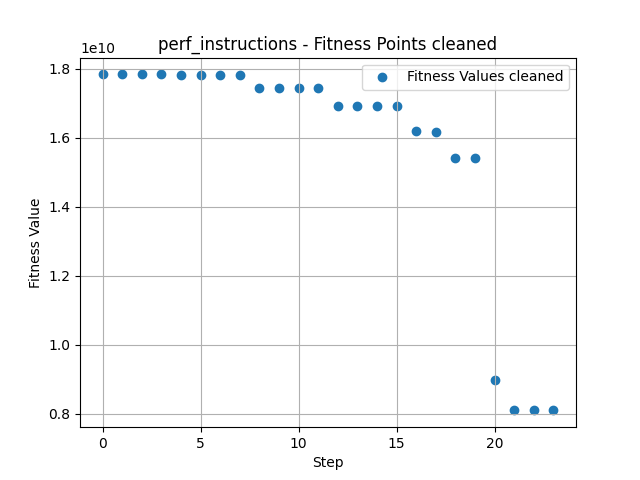 perf_instructions - Fitness Points cleaned
1e10
Fitness Values cleaned
1.8
1.6
1.4
1.2
1.0
0.8
Fitness Value
0 5 10 15 20
Step